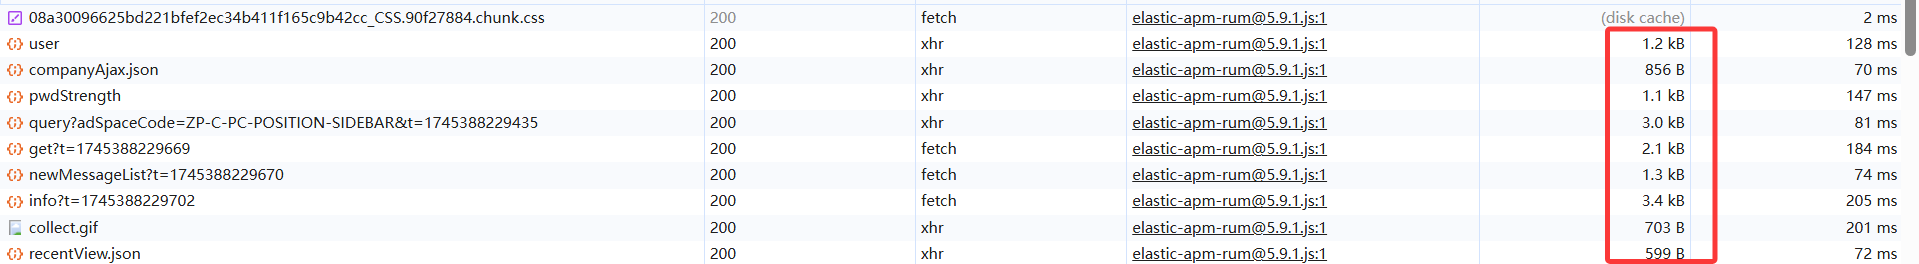 08a30096625bd221bfef2ec34b411f165c9b42cc_CSS.90f27884.chunk.css 200 fetch elastic-apm-rum@5.9.1.js:1 (disk cache) 2 ms
user 200 xhr elastic-apm-rum@5.9.1.js:1 1.2 kB 128 ms
companyAjax.json 200 xhr elastic-apm-rum@5.9.1.js:1 856 B 70 ms
pwdStrength 200 xhr elastic-apm-rum@5.9.1.js:1 1.1 kB 147 ms
query?adSpaceCode=ZP-C-PC-POSITION-SIDEBAR&t=1745388229435 200 xhr elastic-apm-rum@5.9.1.js:1 3.0 kB 81 ms
get?t=1745388229669 200 fetch elastic-apm-rum@5.9.1.js:1 2.1 kB 184 ms
newMessageList?t=1745388229670 200 fetch elastic-apm-rum@5.9.1.js:1 1.3 kB 74 ms
info?t=1745388229702 200 fetch elastic-apm-rum@5.9.1.js:1 3.4 kB 205 ms
collect.gif 200 xhr elastic-apm-rum@5.9.1.js:1 703 B 201 ms
recentView.json 200 xhr elastic-apm-rum@5.9.1.js:1 599 B 72 ms